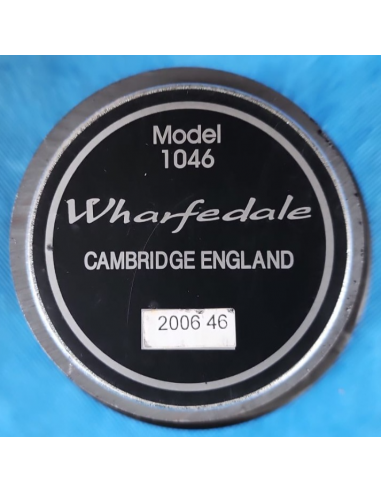 Model
1046
Wharfedale
CAMBRIDGE ENGLAND
2006 46